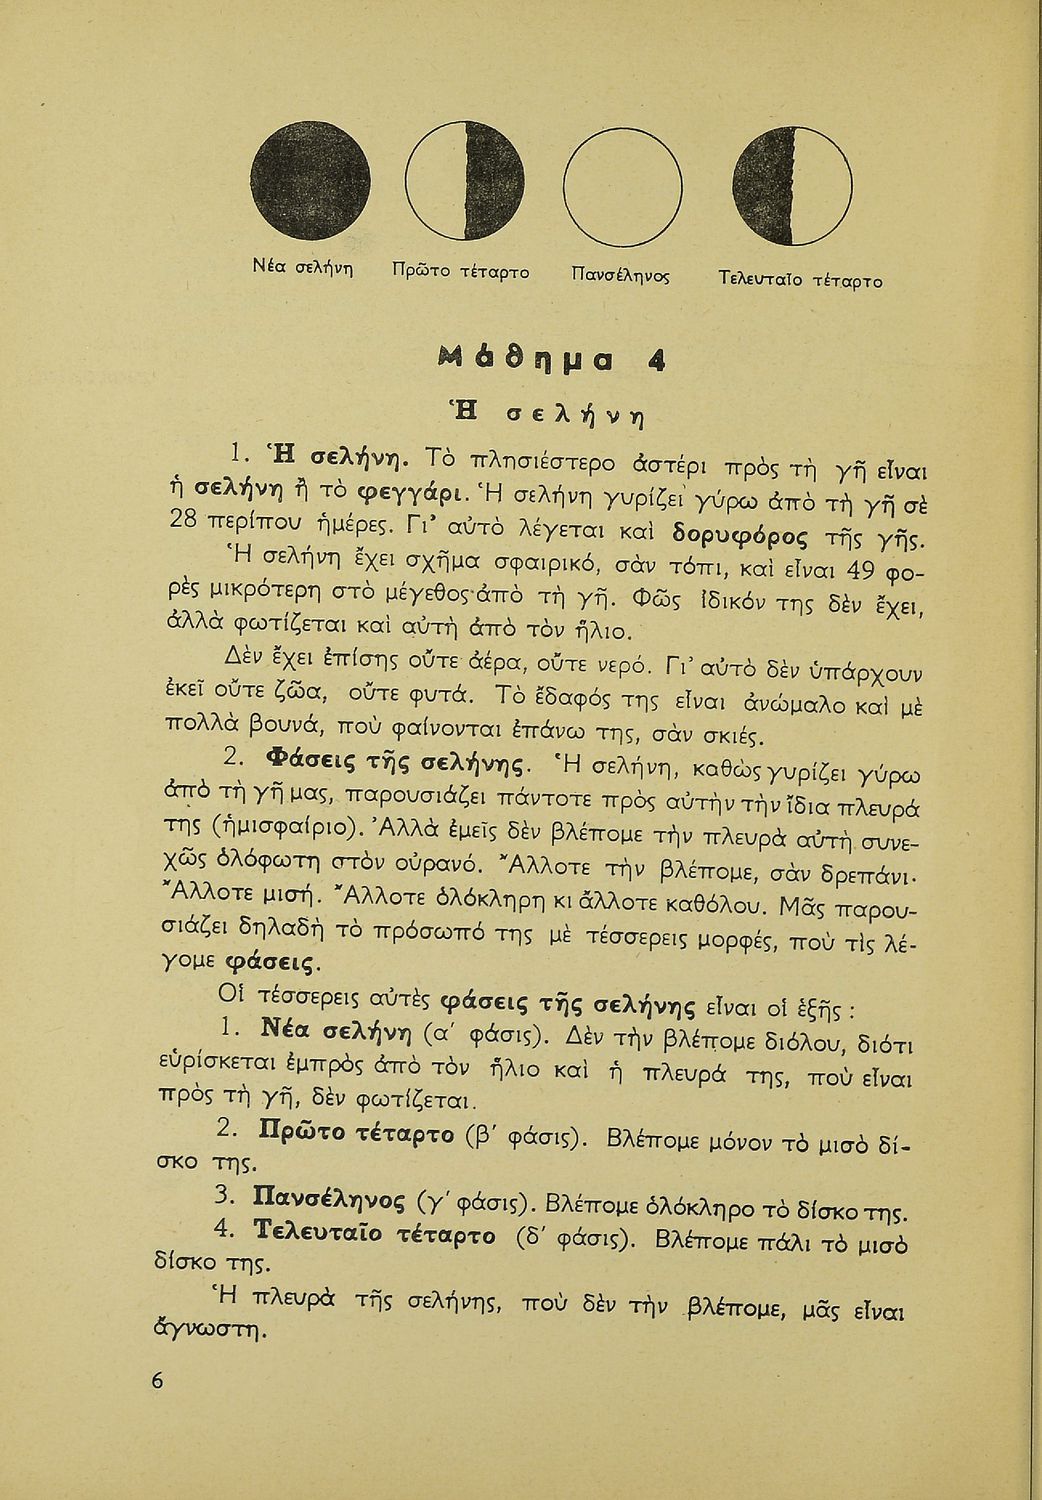 Νέα σελήνη Πρῶτο τέταρτο Πανσέληνος Τελευταῖο τέταρτο
Μάθημα 4
Ἡ σελήνη
1. Ἡ σελήνη. Τὸ πλησιέστερο ἀστέρι πρὸς τὴ γῆ εἶναι
ἡ σελήνη ἢ τὸ φεγγάρι. Ἡ σελήνη γυρίζει γύρω ἀπὸ τὴ γῆ σὲ
28 περίπου ἡμέρες. Γι᾿ αὐτὸ λέγεται καὶ δορυφόρος τῆς γῆς.
Ἡ σελήνη ἔχει σχῆμα σφαιρικό, σὰν τόπι, καὶ εἶναι 49 φο-
ρὲς μικρότερη στὸ μέγεθος ἀπὸ τὴ γῆ. Φῶς ἰδικόν της δὲν ἔχει,
ἀλλὰ φωτίζεται καὶ αὐτὴ ἀπὸ τὸν ἥλιο.
Δὲν ἔχει ἐπίσης οὔτε ἀέρα, οὔτε νερό. Γι᾿ αὐτὸ δὲν ὑπάρχουν
ἐκεῖ οὔτε ζῶα, οὔτε φυτά. Τὸ ἔδαφός της εἶναι ἀνώμαλο καὶ μὲ
πολλὰ βουνά, ποὺ φαίνονται ἐπάνω της, σὰν σκιές.
2. Φάσεις τῆς σελήνης. Ἡ σελήνη, καθὼς γυρίζει γύρω
ἀπὸ τὴ γῆ μας, παρουσιάζει πάντοτε πρὸς αὐτὴν τὴν ἴδια πλευρά
της (ἡμισφαίριο). Ἀλλὰ ἐμεῖς δὲν βλέπομε τὴν πλευρὰ αὐτὴ συνε-
χῶς ὁλόφωτη στὸν οὐρανό. Ἄλλοτε τὴν βλέπομε, σὰν δρεπάνι.
Ἄλλοτε μισή. Ἄλλοτε ὁλόκληρη κι ἄλλοτε καθόλου. Μᾶς παρου-
σιάζει δηλαδὴ τὸ πρόσωπό της μὲ τέσσερεις μορφές, ποὺ τὶς λέ-
γομε φάσεις.
Οἱ τέσσερεις αὐτὲς φάσεις τῆς σελήνης εἶναι οἱ ἑξῆς :
1. Νέα σελήνη (α΄ φάσις). Δὲν τὴν βλέπομε διόλου, διότι
εὑρίσκεται ἐμπρὸς ἀπὸ τὸν ἥλιο καὶ ἡ πλευρά της, ποὺ εἶναι
πρὸς τὴ γῆ, δὲν φωτίζεται.
2. Πρῶτο τέταρτο (β΄ φάσις). Βλέπομε μόνον τὸ μισὸ δί-
σκο της.
3. Πανσέληνος (γ΄ φάσις). Βλέπομε ὁλόκληρο τὸ δίσκο της.
4. Τελευταῖο τέταρτο (δ΄ φάσις). Βλέπομε πάλι τὸ μισὸ
δίσκο της.
Ἡ πλευρὰ τῆς σελήνης, ποὺ δὲν τὴν βλέπομε, μᾶς εἶναι
ἄγνωστη.
6